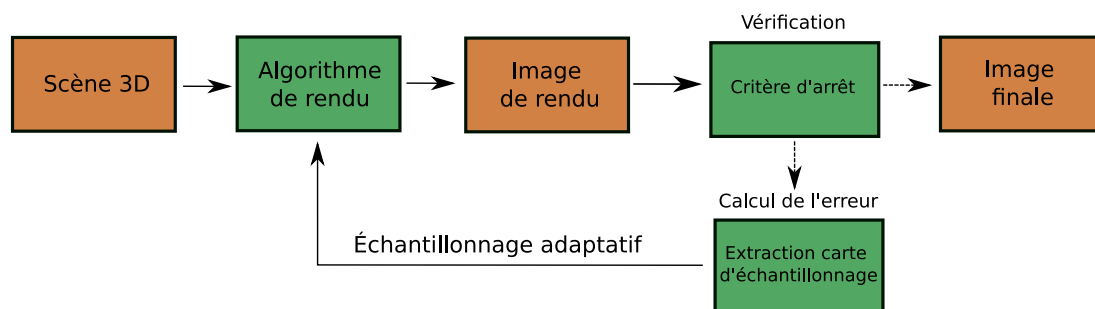 Vérification
Scène 3D
Algorithme
de rendu
Image
de rendu
Critère d'arrêt
Image
finale
Calcul de l'erreur
Échantillonnage adaptatif
Extraction carte
d'échantillonnage